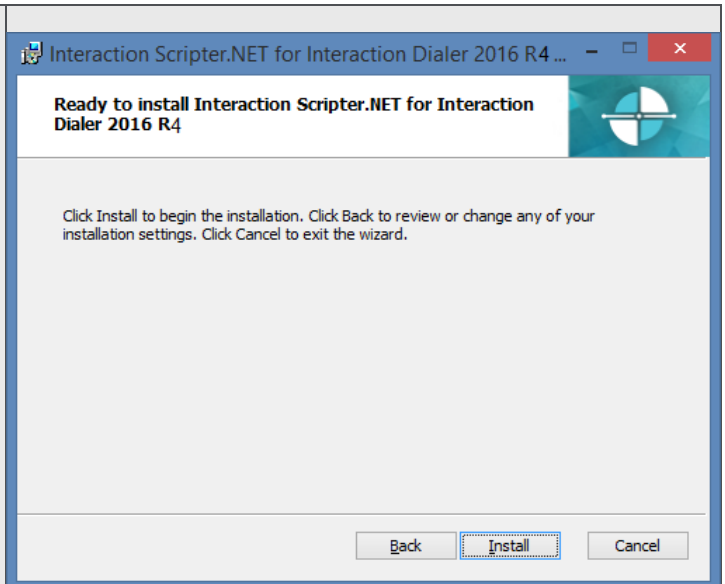 Interaction Scripter.NET for Interaction Dialer 2016 R4 ...
Ready to install Interaction Scripter.NET for Interaction
Dialer 2016 R4
Click Install to begin the installation. Click Back to review or change any of your
installation settings. Click Cancel to exit the wizard.
Back Install Cancel